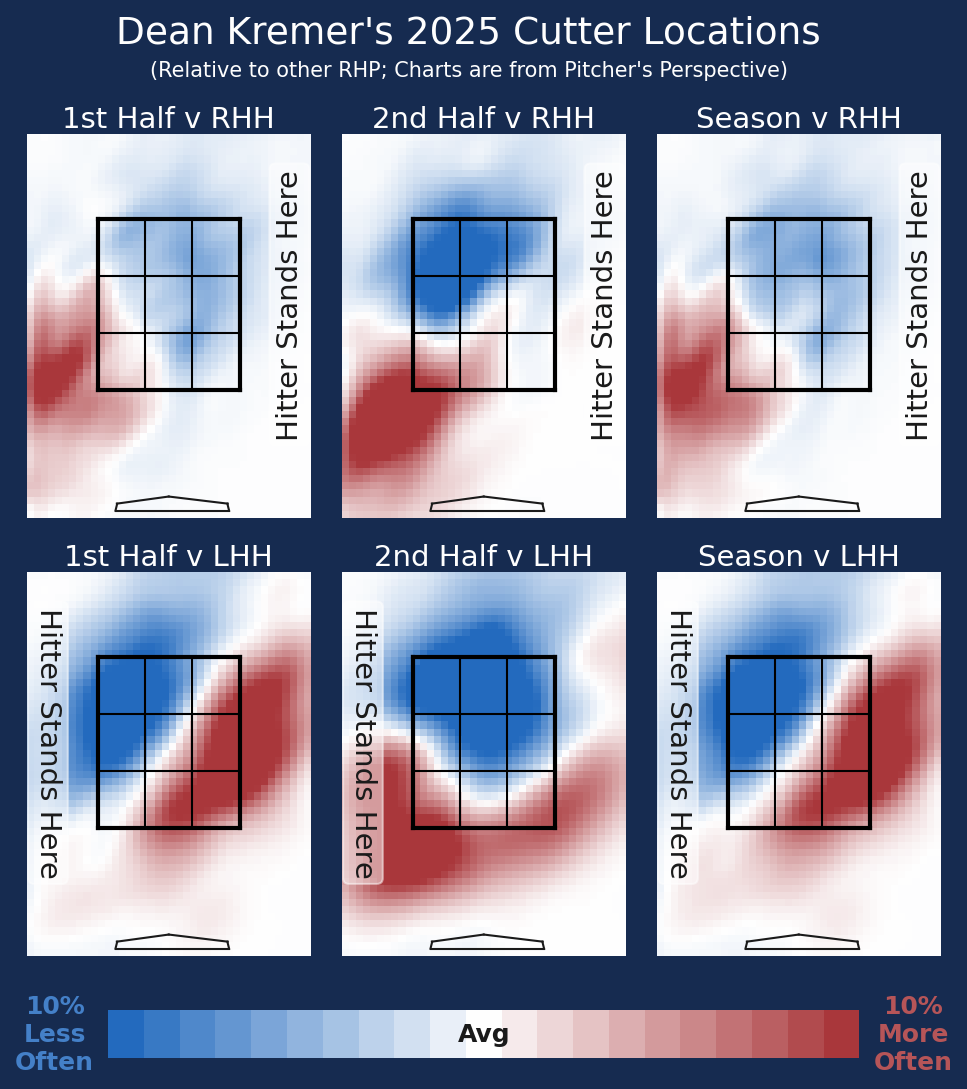 Dean Kremer's 2025 Cutter Locations
(Relative to other RHP; Charts are from Pitcher's Perspective)
1st Half v RHH
2nd Half v RHH
Season v RHH
Hitter Stands Here
Hitter Stands Here
Hitter Stands Here
1st Half v LHH
2nd Half v LHH
Season v LHH
Hitter Stands Here
Hitter Stands Here
Hitter Stands Here
10%
Less
Often
Avg
10%
More
Often